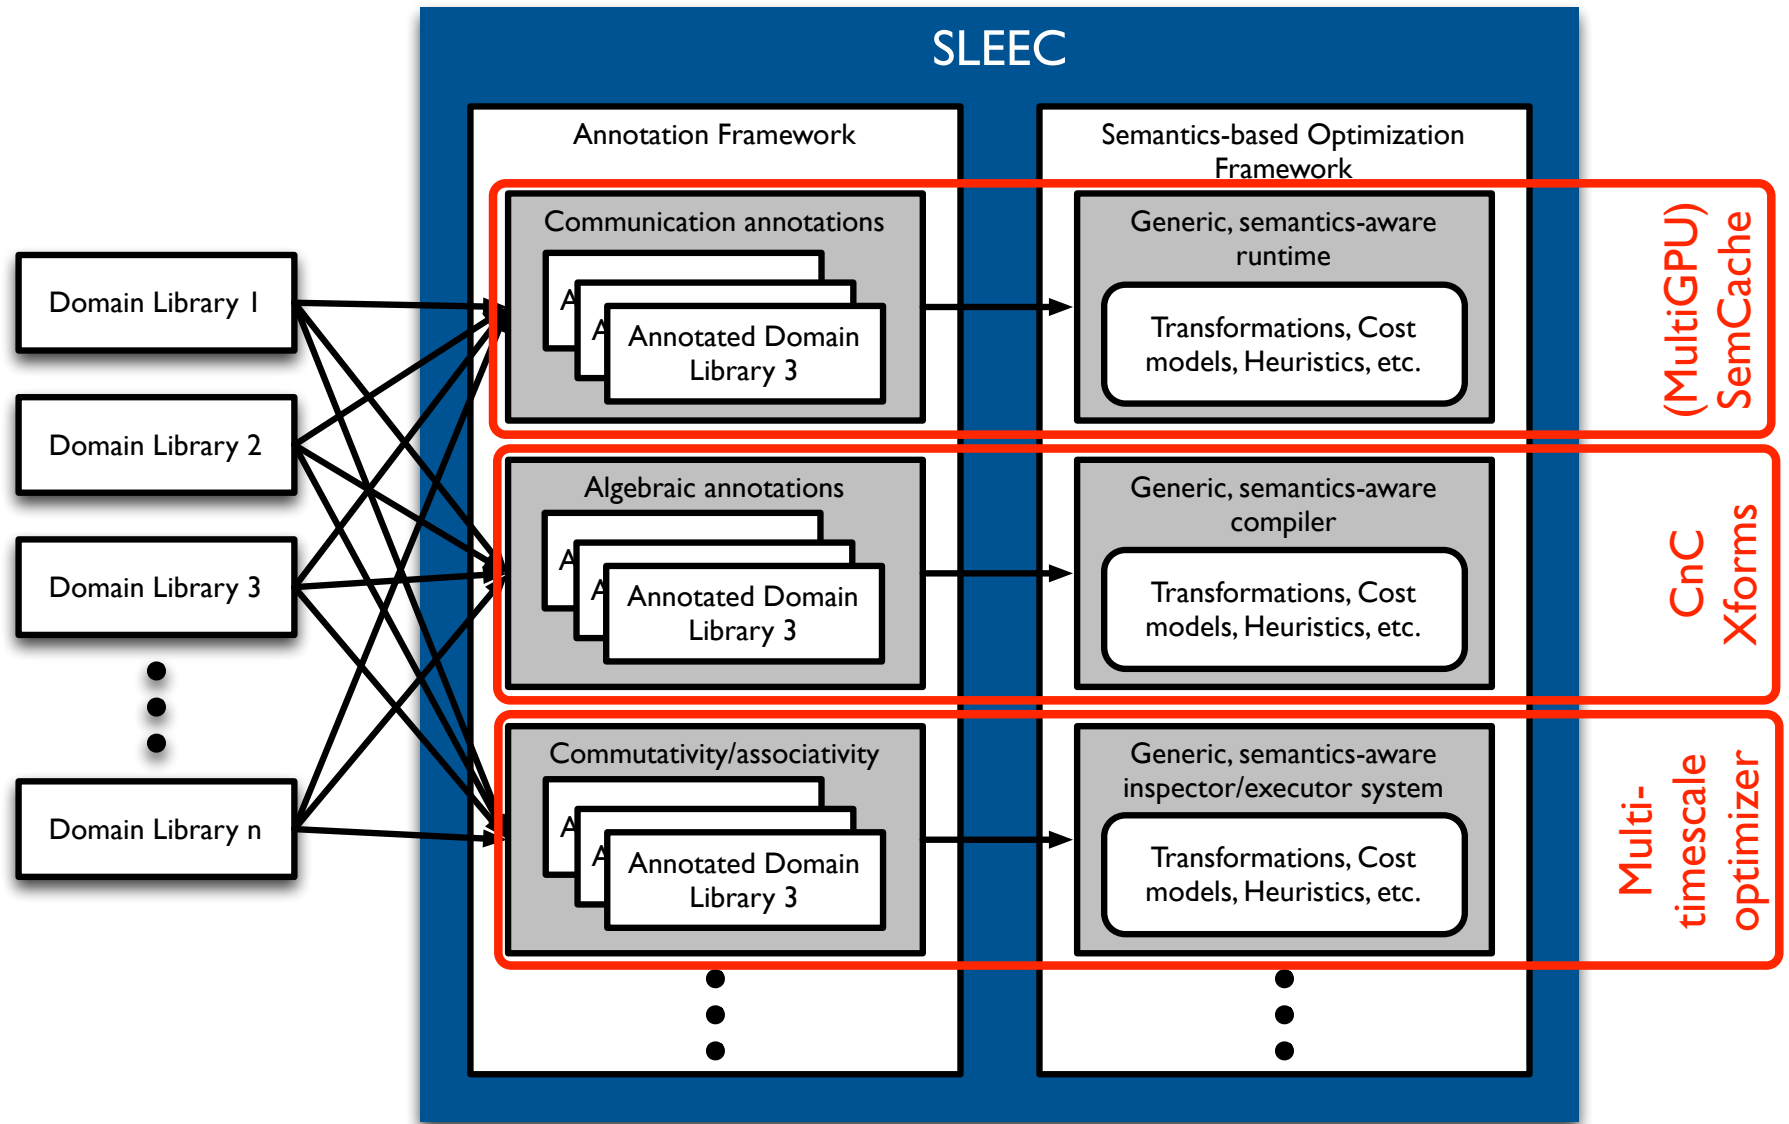 SLEEC
Annotation Framework
Semantics-based Optimization
Framework
Communication annotations
A
A
Annotated Domain
Library 3
Generic, semantics-aware
runtime
Transformations, Cost
models, Heuristics, etc.
(MultiGPU)
SemCache
Domain Library 1
Domain Library 2
Domain Library 3
Domain Library n
Algebraic annotations
A
A
Annotated Domain
Library 3
Generic, semantics-aware
compiler
Transformations, Cost
models, Heuristics, etc.
CnC
Xforms
Commutativity/associativity
A
A
Annotated Domain
Library 3
Generic, semantics-aware
inspector/executor system
Transformations, Cost
models, Heuristics, etc.
Multi-
timescale
optimizer